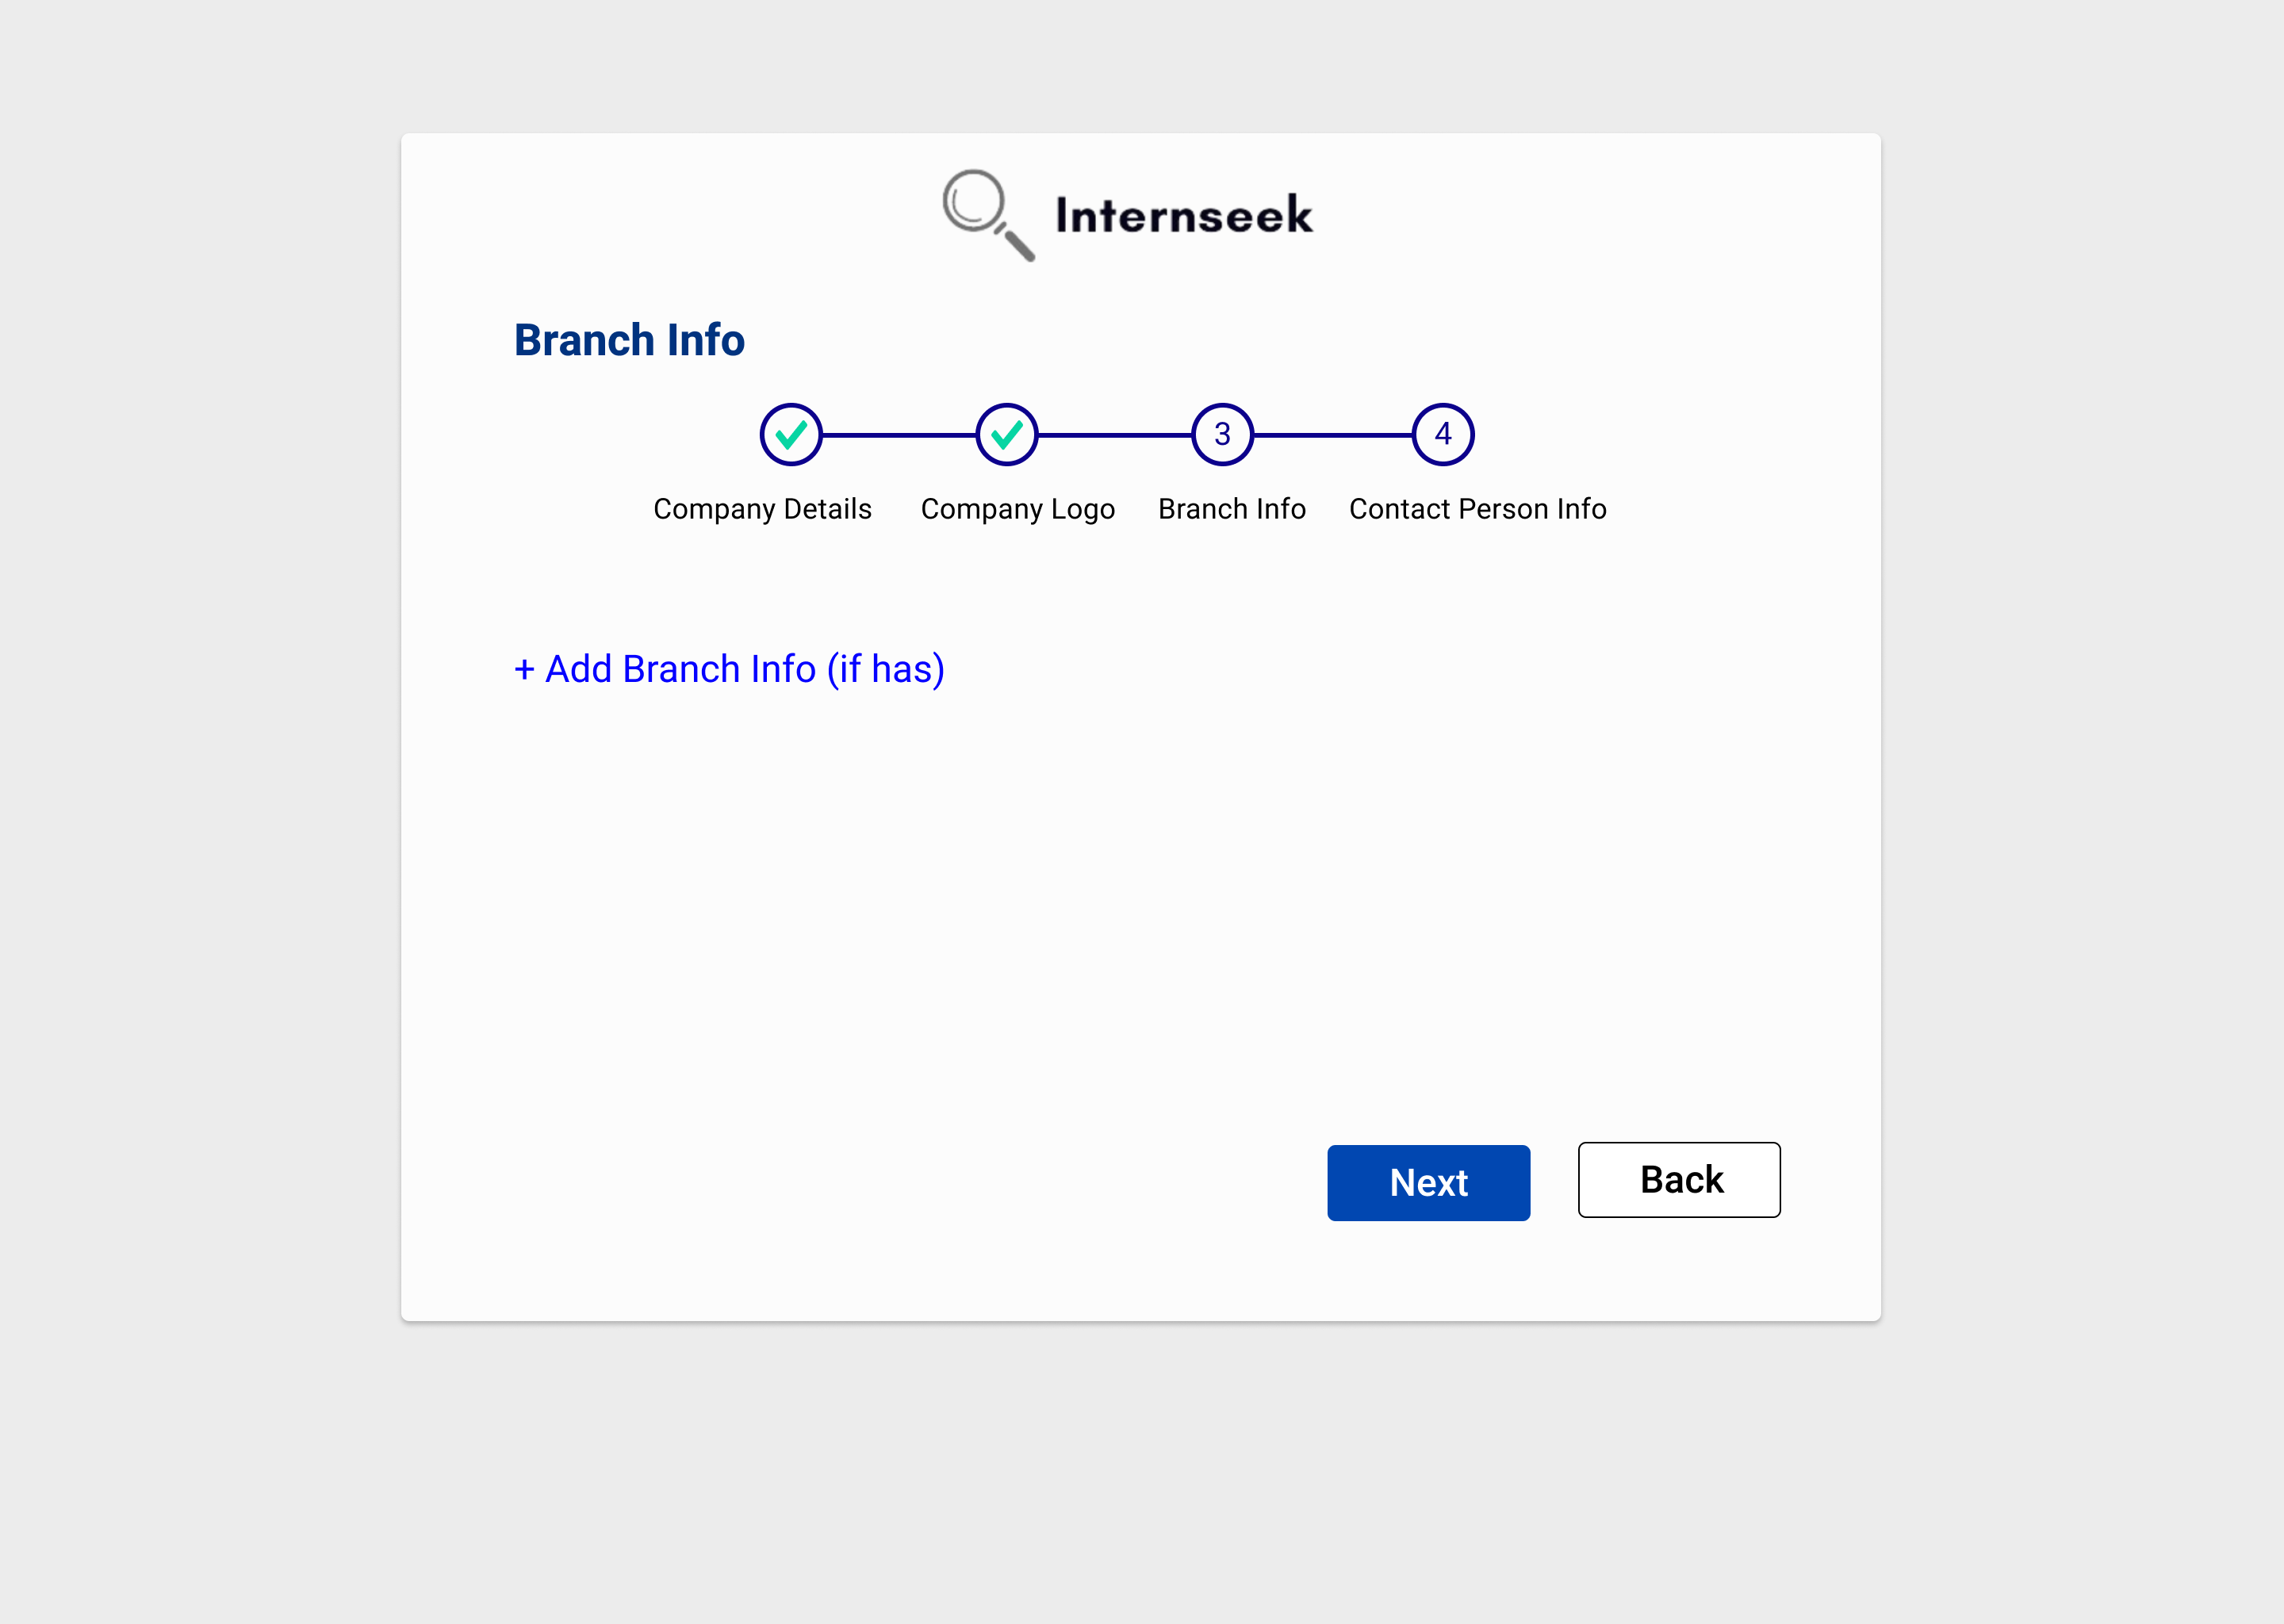 Internseek
Branch Info
3 4
Company Details Company Logo Branch Info Contact Person Info
+ Add Branch Info (if has)
Next Back